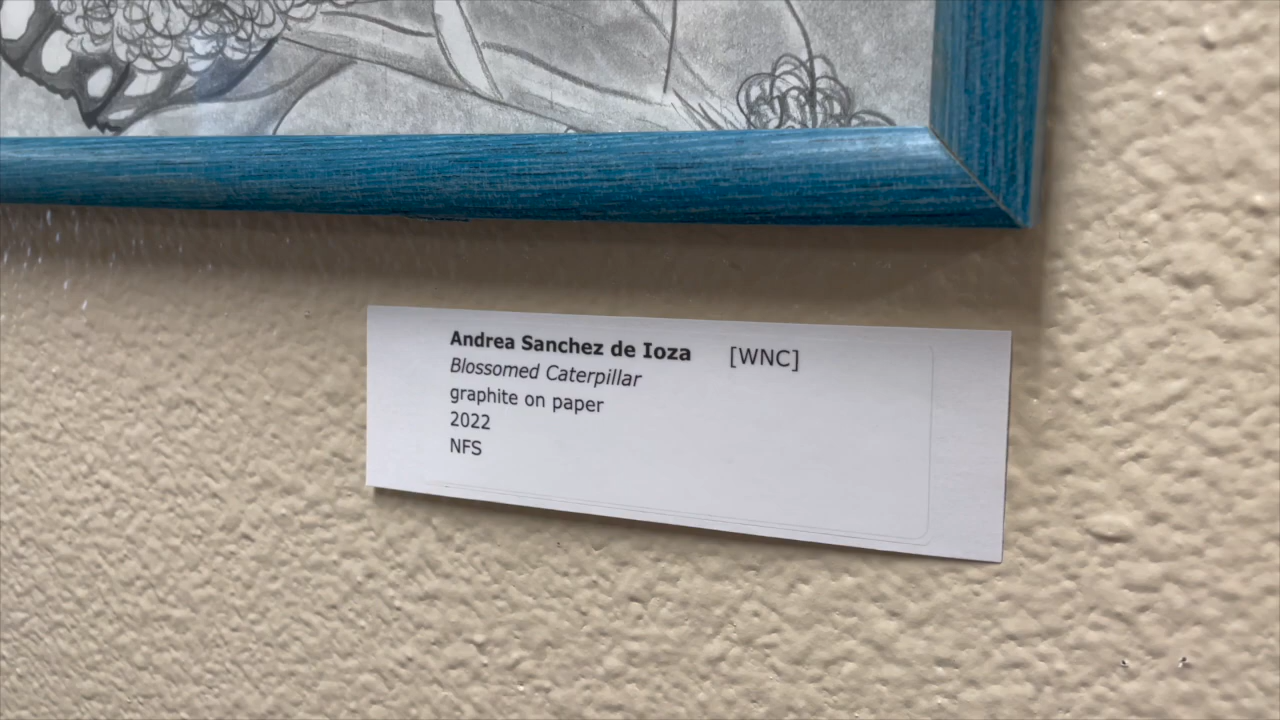 Andrea Sanchez de Ioza [WNC]
Blossomed Caterpillar
graphite on paper
2022
NFS